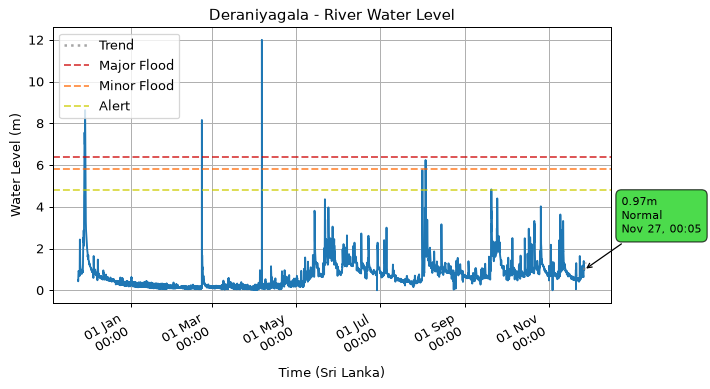 Deraniyagala - River Water Level
Trend
Major Flood
Minor Flood
Alert
Water Level (m)
12
10
8
6
4
2
0
0.97m
Normal
Nov 27, 00:05
01 Jan
00:00
01 Mar
00:00
01 May
00:00
01 Jul
00:00
01 Sep
00:00
01 Nov
00:00
Time (Sri Lanka)